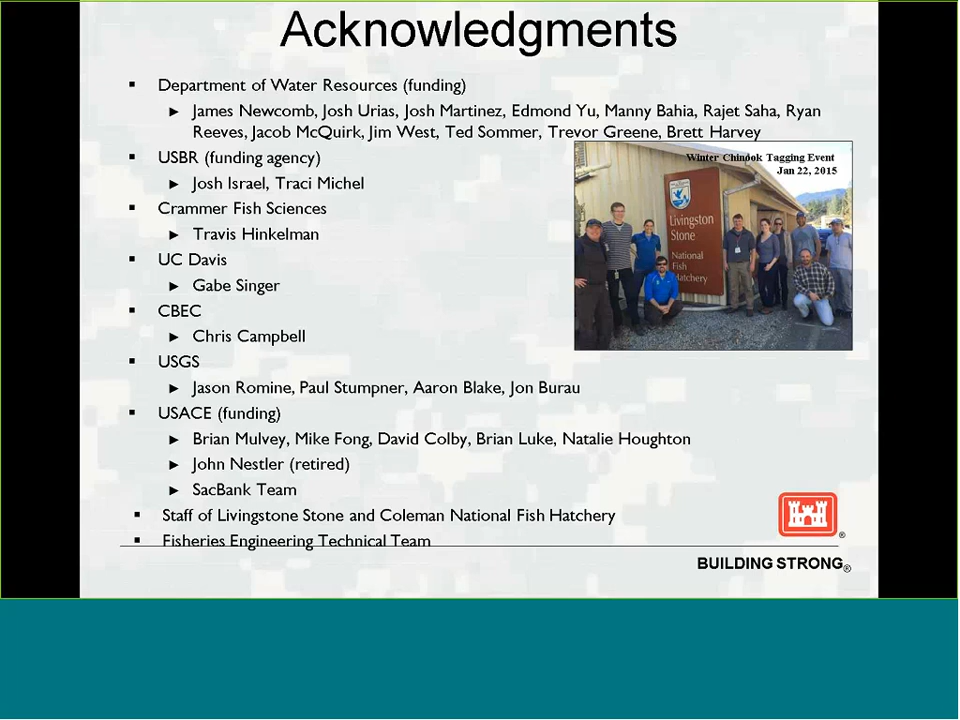 Acknowledgments
▪ Department of Water Resources (funding)
► James Newcomb, Josh Urias, Josh Martinez, Edmond Yu, Manny Bahia, Rajet Saha, Ryan
Reeves, Jacob McQuirk, Jim West, Ted Sommer, Trevor Greene, Brett Harvey
▪ USBR (funding agency)
► Josh Israel, Traci Michel
▪ Crammer Fish Sciences
► Travis Hinkelman
▪ UC Davis
► Gabe Singer
▪ CBEC
► Chris Campbell
▪ USGS
► Jason Romine, Paul Stumpner, Aaron Blake, Jon Burau
▪ USACE (funding)
► Brian Mulvey, Mike Fong, David Colby, Brian Luke, Natalie Houghton
► John Nestler (retired)
► SacBank Team
▪ Staff of Livingstone Stone and Coleman National Fish Hatchery
▪ Fisheries Engineering Technical Team
Winter Chinook Tagging Event
Jan 22, 2015
Livingston
Stone
National
Fish
Hatchery
®
BUILDING STRONG®